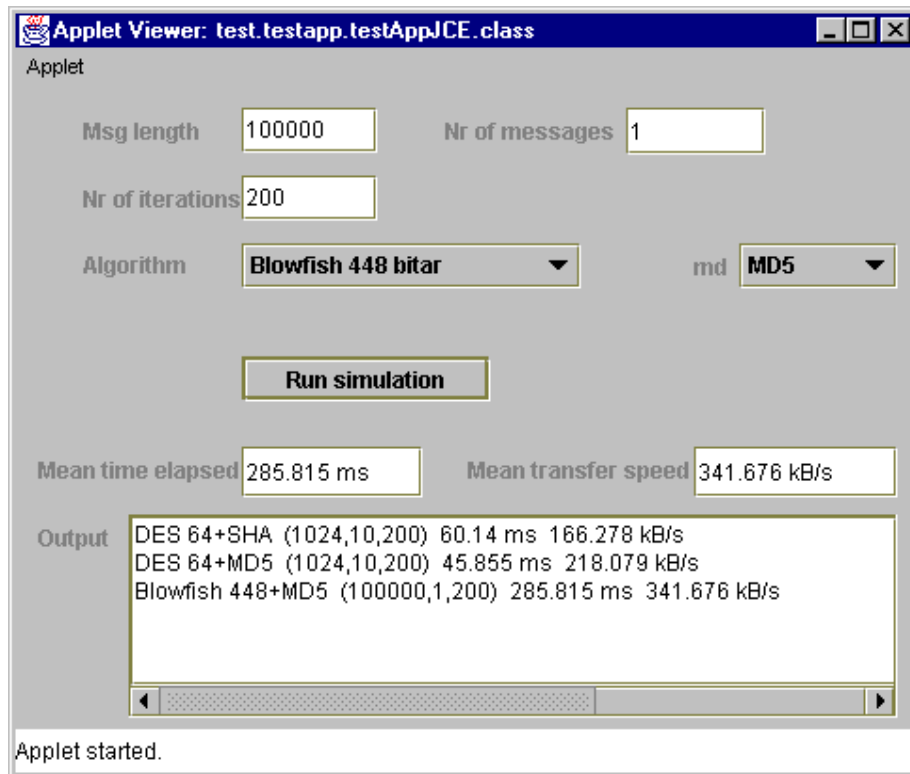 Applet Viewer: test.testapp.testAppJCE.class
Applet
Msg length 100000 Nr of messages 1
Nr of iterations 200
Algorithm Blowfish 448 bitar md MD5
Run simulation
Mean time elapsed 285.815 ms Mean transfer speed 341.676 kB/s
Output
DES 64+SHA (1024,10,200) 60.14 ms 166.278 kB/s
DES 64+MD5 (1024,10,200) 45.855 ms 218.079 kB/s
Blowfish 448+MD5 (100000,1,200) 285.815 ms 341.676 kB/s
Applet started.